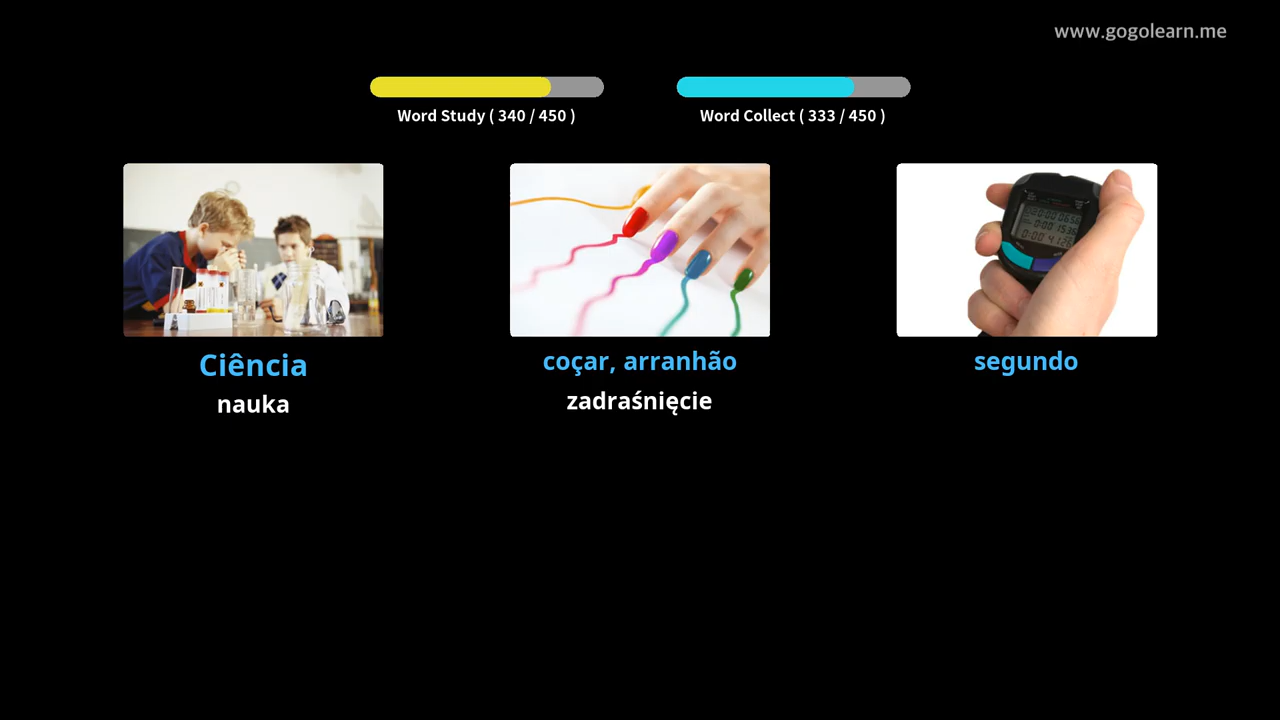 www.gogolearn.me
Word Study ( 340 / 450 )
Word Collect ( 333 / 450 )
Ciência
nauka
coçar, arranhão
zadraśnięcie
segundo